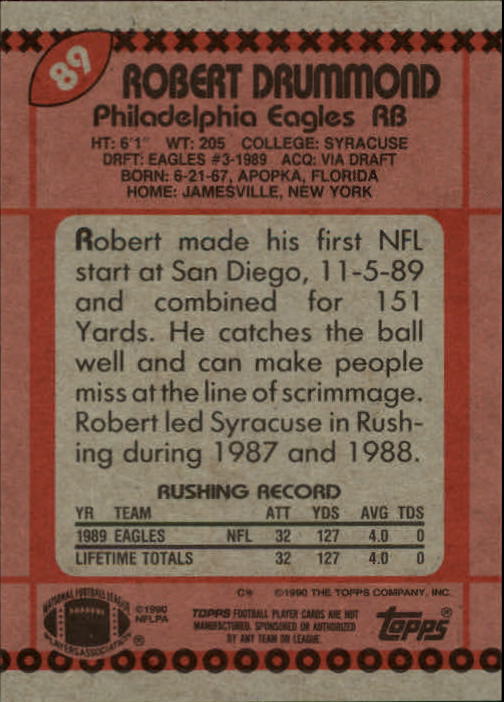 89
ROBERT DRUMMOND
Philadelphia Eagles RB
HT: 6'1" WT: 205 COLLEGE: SYRACUSE
DRFT: EAGLES #3-1989 ACQ: VIA DRAFT
BORN: 6-21-67, APOPKA, FLORIDA
HOME: JAMESVILLE, NEW YORK
Robert made his first NFL
start at San Diego, 11-5-89
and combined for 151
Yards. He catches the ball
well and can make people
miss at the line of scrimmage.
Robert led Syracuse in Rush-
ing during 1987 and 1988.
RUSHING RECORD
YR TEAM ATT YDS AVG TDS
1989 EAGLES NFL 32 127 4.0 0
LIFETIME TOTALS 32 127 4.0 0
C* ©1990 THE TOPPS COMPANY, INC.
NATIONAL FOOTBALL LEAGUE
PLAYERS ASSOCIATION ®
©1990
NFLPA
TOPPS FOOTBALL PLAYER CARDS ARE NOT
MANUFACTURED, SPONSORED OR AUTHORIZED
BY ANY TEAM OR LEAGUE.
Topps®